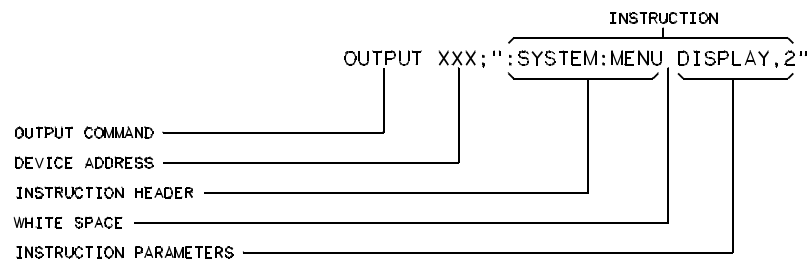 INSTRUCTION
OUTPUT XXX;":SYSTEM:MENU DISPLAY,2"
OUTPUT COMMAND
DEVICE ADDRESS
INSTRUCTION HEADER
WHITE SPACE
INSTRUCTION PARAMETERS